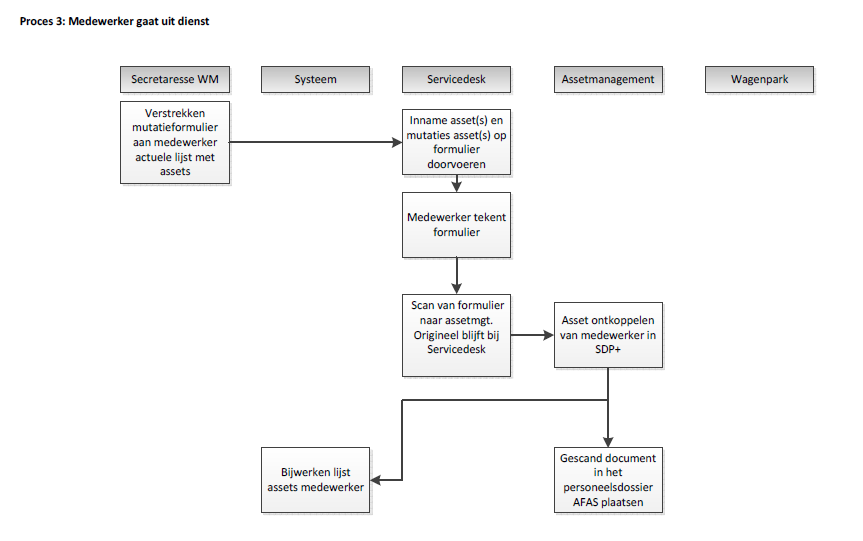 Proces 3: Medewerker gaat uit dienst
Secretaresse WM
Systeem
Servicedesk
Assetmanagement
Wagenpark
Verstrekken
mutatieformulier
aan medewerker
actuele lijst met
assets
Inname asset(s) en
mutaties asset(s) op
formulier
doorvoeren
Medewerker tekent
formulier
Scan van formulier
naar assetmgt.
Origineel blijft bij
Servicedesk
Asset ontkoppelen
van medewerker in
SDP+
Bijwerken lijst
assets medewerker
Gescand document
in het
personeelsdossier
AFAS plaatsen